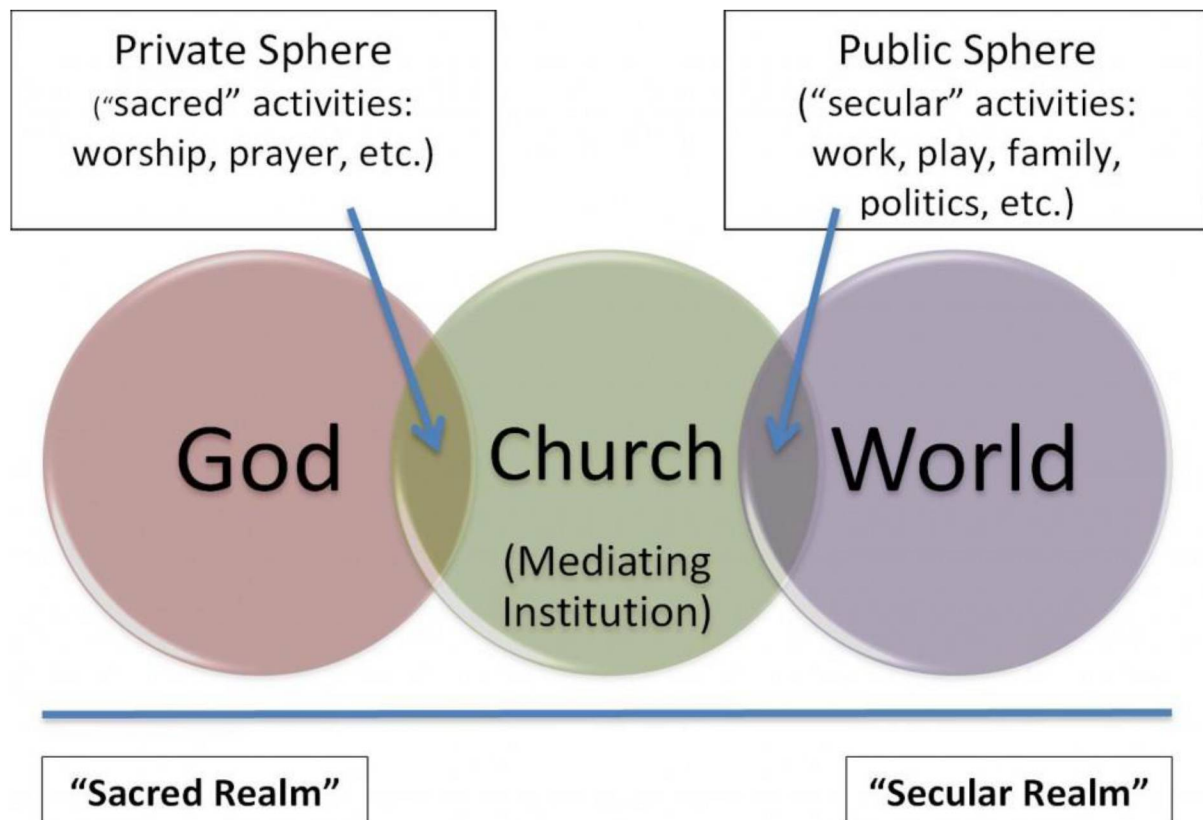 Private Sphere
(“sacred” activities:
worship, prayer, etc.)
Public Sphere
(“secular” activities:
work, play, family,
politics, etc.)
God
Church
(Mediating
Institution)
World
“Sacred Realm”
“Secular Realm”